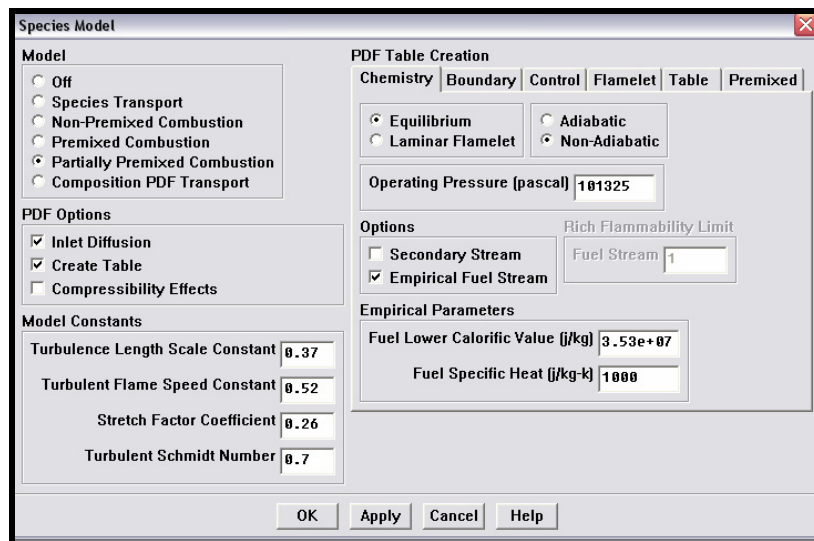 Species Model
Model
Off
Species Transport
Non-Premixed Combustion
Premixed Combustion
Partially Premixed Combustion
Composition PDF Transport
PDF Options
Inlet Diffusion
Create Table
Compressibility Effects
Model Constants
Turbulence Length Scale Constant 0.37
Turbulent Flame Speed Constant 0.52
Stretch Factor Coefficient 0.26
Turbulent Schmidt Number 0.7
PDF Table Creation
Chemistry Boundary Control Flamelet Table Premixed
Equilibrium Adiabatic
Laminar Flamelet Non-Adiabatic
Operating Pressure (pascal) 101325
Options Rich Flammability Limit
Secondary Stream Fuel Stream 1
Empirical Fuel Stream
Empirical Parameters
Fuel Lower Calorific Value (j/kg) 3.53e+07
Fuel Specific Heat (j/kg-k) 1000
OK Apply Cancel Help